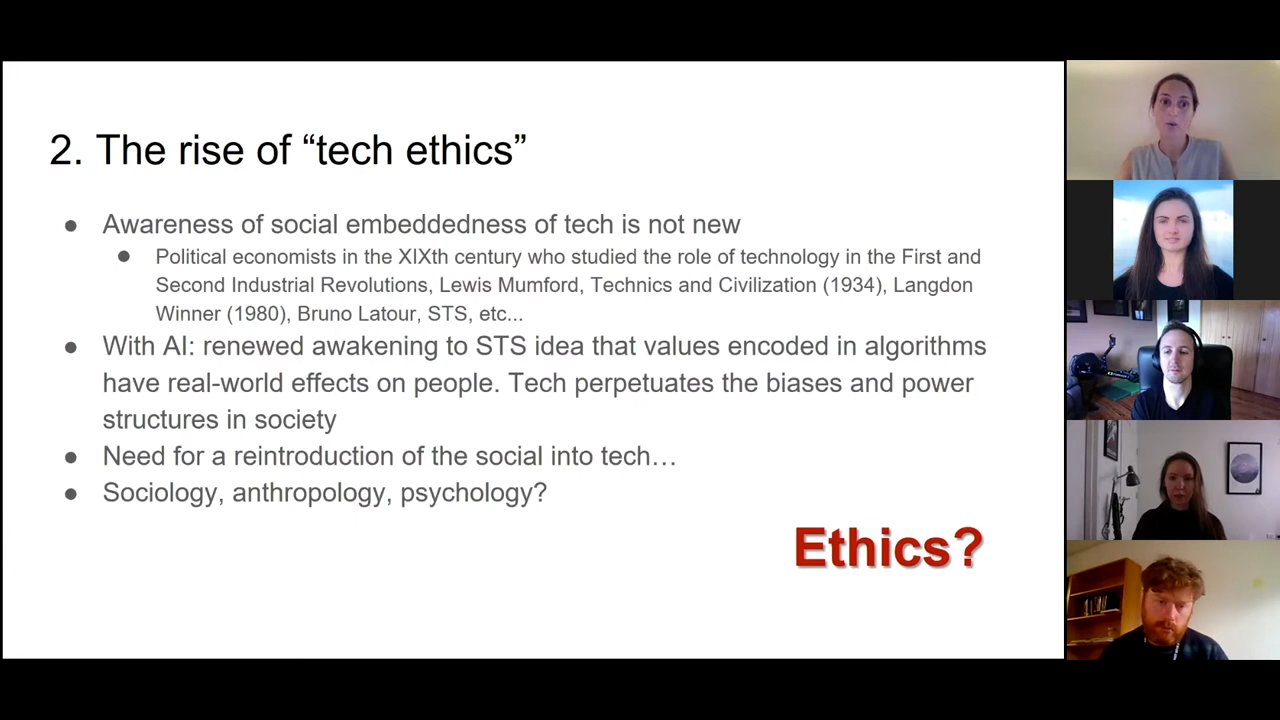 2. The rise of “tech ethics”
● Awareness of social embeddedness of tech is not new
● Political economists in the XIXth century who studied the role of technology in the First and
Second Industrial Revolutions, Lewis Mumford, Technics and Civilization (1934), Langdon
Winner (1980), Bruno Latour, STS, etc...
● With AI: renewed awakening to STS idea that values encoded in algorithms
have real-world effects on people. Tech perpetuates the biases and power
structures in society
● Need for a reintroduction of the social into tech…
● Sociology, anthropology, psychology?
Ethics?